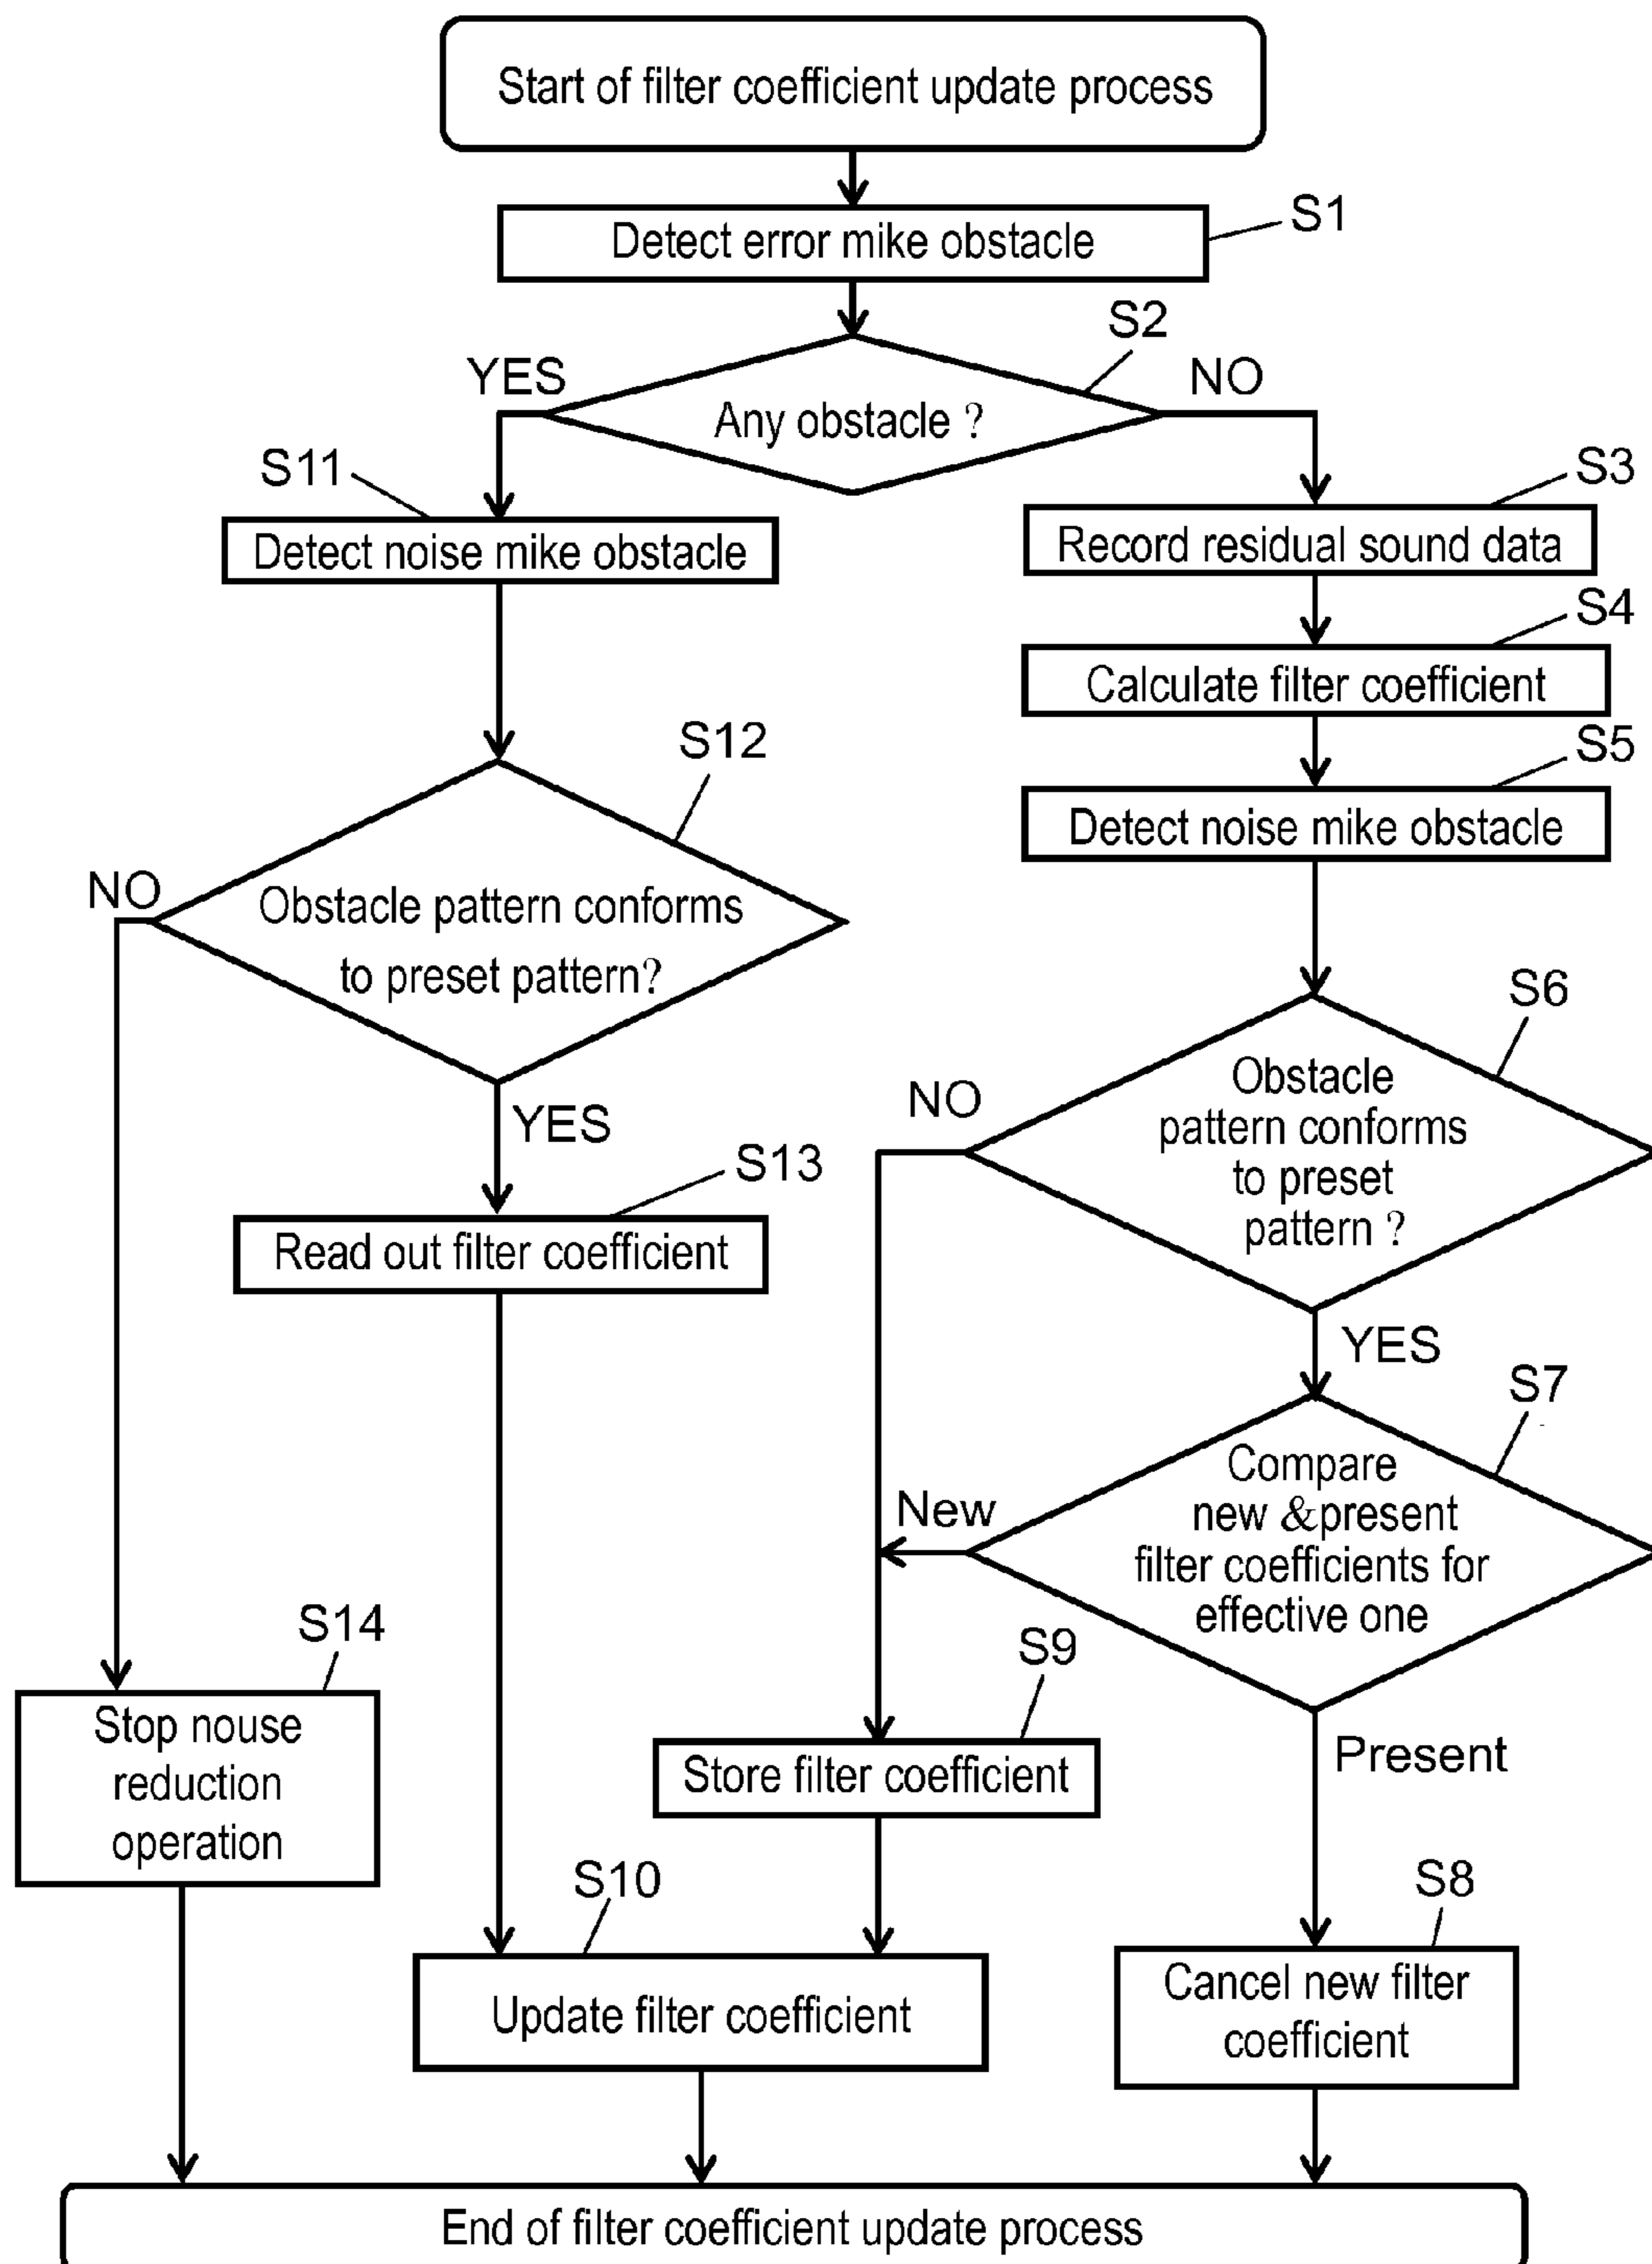 Start of filter coefficient update process
S1
Detect error mike obstacle
S2
YES
NO
Any obstacle ?
S11
S3
Detect noise mike obstacle
Record residual sound data
S4
Calculate filter coefficient
S12
S5
Detect noise mike obstacle
NO
Obstacle pattern conforms
to preset pattern?
S6
Obstacle
pattern conforms
to preset
pattern ?
NO
YES
S13
Read out filter coefficient
YES
S7
Compare
new &present
filter coefficients for
effective one
New
S14
Stop nouse
reduction
operation
S9
Store filter coefficient
Present
S10
Update filter coefficient
S8
Cancel new filter
coefficient
End of filter coefficient update process